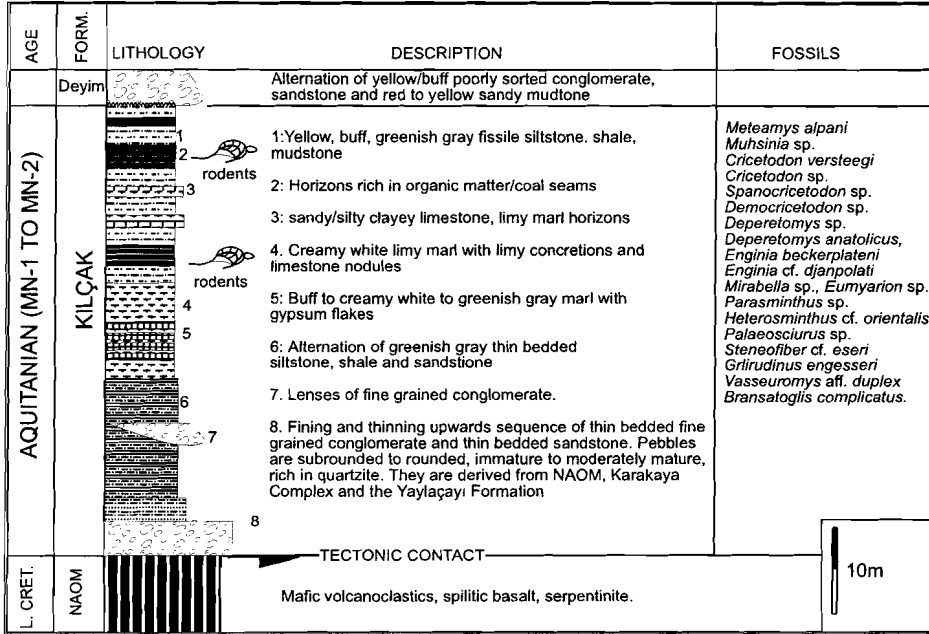 AGE
FORM.
LITHOLOGY
DESCRIPTION
FOSSILS
Deyim
Alternation of yellow/buff poorly sorted conglomerate,
sandstone and red to yellow sandy mudtone
AQUITANIAN (MN-1 TO MN-2)
KILÇAK
1
2
rodents
3
rodents
4
5
6
7
8
1:Yellow, buff, greenish gray fissile siltstone. shale,
mudstone
2: Horizons rich in organic matter/coal seams
3: sandy/silty clayey limestone, limy marl horizons
4. Creamy white limy marl with limy concretions and
limestone nodules
5: Buff to creamy white to greenish gray marl with
gypsum flakes
6: Alternation of greenish gray thin bedded
siltstone, shale and sandstione
7. Lenses of fine grained conglomerate.
8. Fining and thinning upwards sequence of thin bedded fine
grained conglomerate and thin bedded sandstone. Pebbles
are subrounded to rounded, immature to moderately mature,
rich in quartzite. They are derived from NAOM, Karakaya
Complex and the Yaylaçayı Formation
Meteamys alpani
Muhsinia sp.
Cricetodon versteegi
Cricetodon sp.
Spanocricetodon sp.
Democricetodon sp.
Deperetomys sp.
Deperetomys anatolicus,
Enginia beckerplateni
Enginia cf. djanpolati
Mirabella sp., Eumyarion sp.
Parasminthus sp.
Heterosminthus cf. orientalis
Palaeosciurus sp.
Steneofiber cf. eseri
Grlirudinus engesseri
Vasseuromys aff. duplex
Bransatoglis complicatus.
TECTONIC CONTACT
L. CRET.
NAOM
Mafic volcanoclastics, spilitic basalt, serpentinite.
10m